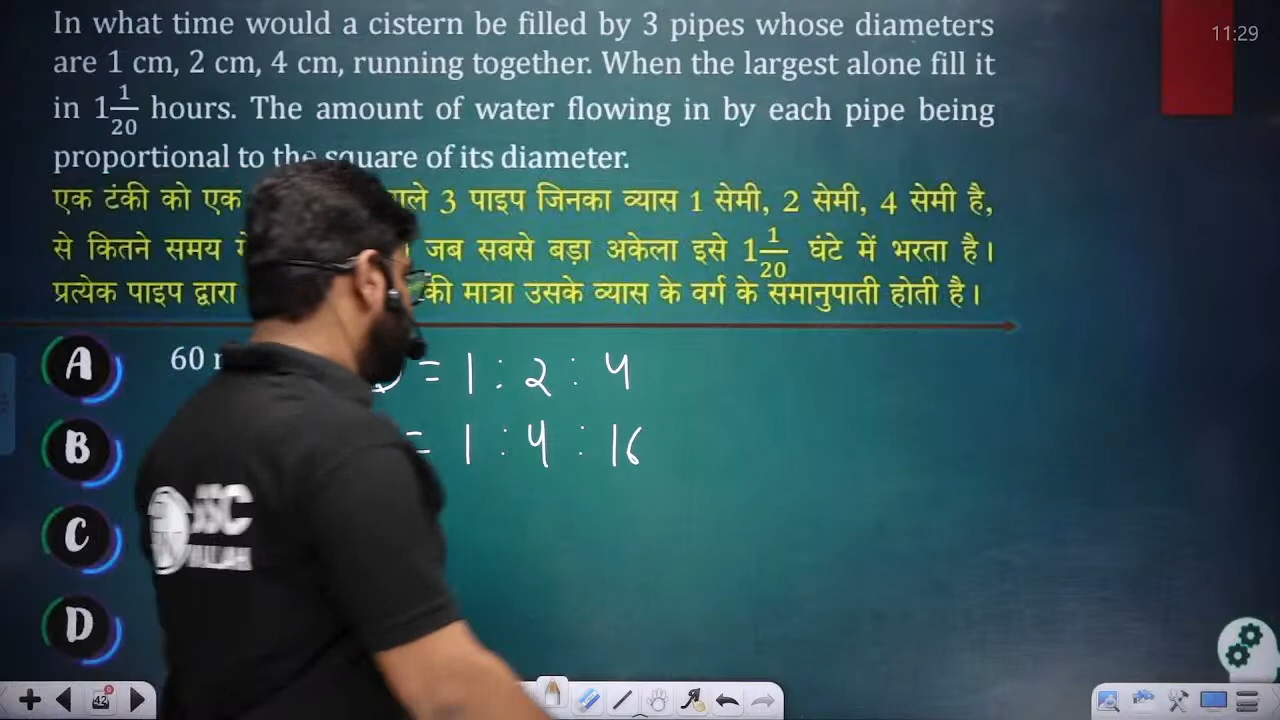 In what time would a cistern be filled by 3 pipes whose diameters
11:29
are 1 cm, 2 cm, 4 cm, running together. When the largest alone fill it
in 1 1/20 hours. The amount of water flowing in by each pipe being
proportional to the square of its diameter.
एक टंकी को एक 3 पाइप जिनका व्यास 1 सेमी, 2 सेमी, 4 सेमी है,
से कितने समय जब सबसे बड़ा अकेला इसे 1 1/20 घंटे में भरता है।
प्रत्येक पाइप द्वारा की मात्रा उसके व्यास के वर्ग के समानुपाती होती है।
A 60
= 1 : 2 : 4
B
= 1 : 4 : 16
C
D
42